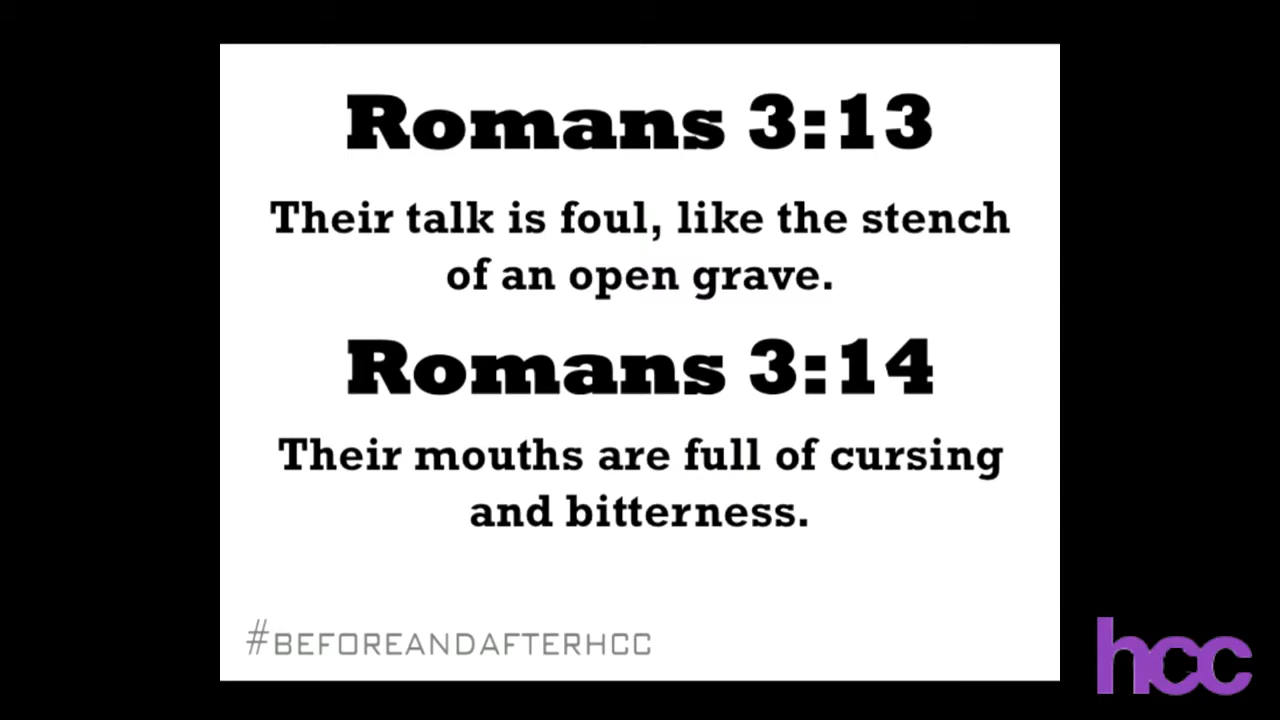 Romans 3:13
Their talk is foul, like the stench
of an open grave.
Romans 3:14
Their mouths are full of cursing
and bitterness.
#BEFOREANDAFTERHCC
hcc